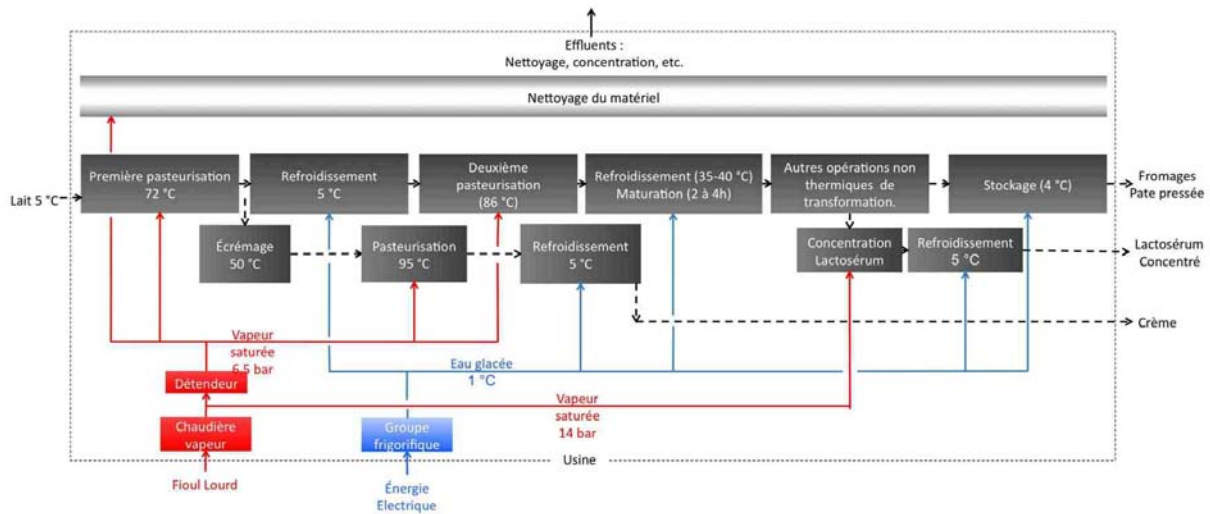 Effluents :
Nettoyage, concentration, etc.
Nettoyage du matériel
Lait 5 °C
Première pasteurisation
72 °C
Refroidissement
5 °C
Deuxième
pasteurisation
(86 °C)
Refroidissement (35-40 °C)
Maturation (2 à 4h)
Autres opérations non
thermiques de
transformation.
Stockage (4 °C)
Fromages
Pate pressée
Écrémage
50 °C
Pasteurisation
95 °C
Refroidissement
5 °C
Concentration
Lactosérum
Refroidissement
5 °C
Lactosérum
Concentré
Crème
Vapeur
saturée
6.5 bar
Eau glacée
1 °C
Détendeur
Vapeur
saturée
14 bar
Chaudière
vapeur
Groupe
frigorifique
Usine
Fioul Lourd
Énergie
Electrique